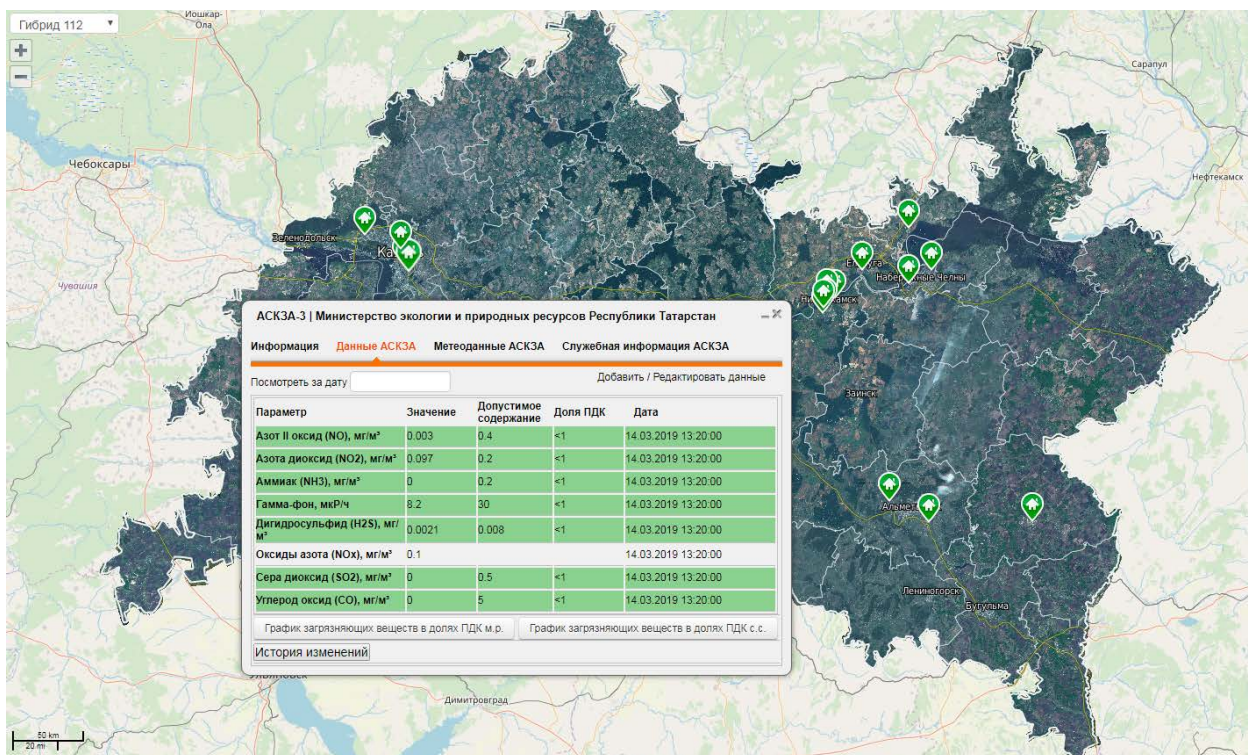 Гибрид 112
Йошкар-
Ола
+
Сарапул
−
Чебоксары
Нефтекамск
Зеленодольск
Ка
Чувашия
Набережные Челны
АСКЗА-3 | Министерство экологии и природных ресурсов Республики Татарстан
Информация Данные АСКЗА Метеоданные АСКЗА Служебная информация АСКЗА
Посмотреть за дату Добавить / Редактировать данные
Параметр Значение Допустимое содержание Доля ПДК Дата
Азот II оксид (NO), мг/м³ 0.003 0.4 <1 14.03.2019 13:20:00
Азота диоксид (NO2), мг/м³ 0.097 0.2 <1 14.03.2019 13:20:00
Аммиак (NH3), мг/м³ 0 0.2 <1 14.03.2019 13:20:00
Гамма-фон, мкР/ч 8.2 30 <1 14.03.2019 13:20:00
Дигидросульфид (H2S), мг/м³ 0.0021 0.008 <1 14.03.2019 13:20:00
Оксиды азота (NOx), мг/м³ 0.1 14.03.2019 13:20:00
Сера диоксид (SO2), мг/м³ 0 0.5 <1 14.03.2019 13:20:00
Углерод оксид (CO), мг/м³ 0 5 <1 14.03.2019 13:20:00
График загрязняющих веществ в долях ПДК м.р. График загрязняющих веществ в долях ПДК с.с.
История изменений
Заинск
Альмет
Лениногорск
Бугульма
Ульяновск
Димитровград
50 km
20 mi